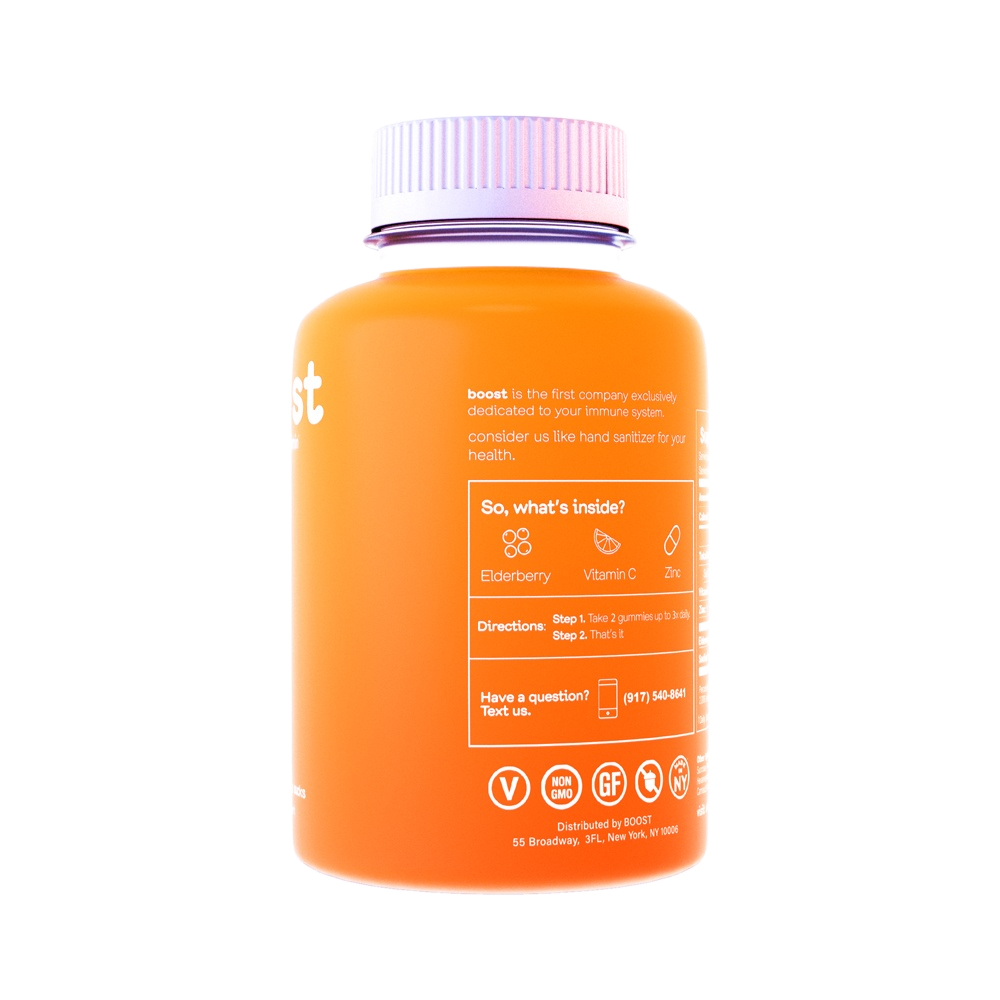 st
boost is the first company exclusively
dedicated to your immune system.
consider us like hand sanitizer for your
health.
So, what's inside?
Elderberry Vitamin C Zinc
Directions: Step 1. Take 2 gummies up to 3x daily.
Step 2. That's it
Have a question? (917) 540-8641
Text us.
V NON GMO GF MADE IN NY
Distributed by BOOST
55 Broadway, 3FL, New York, NY 10006